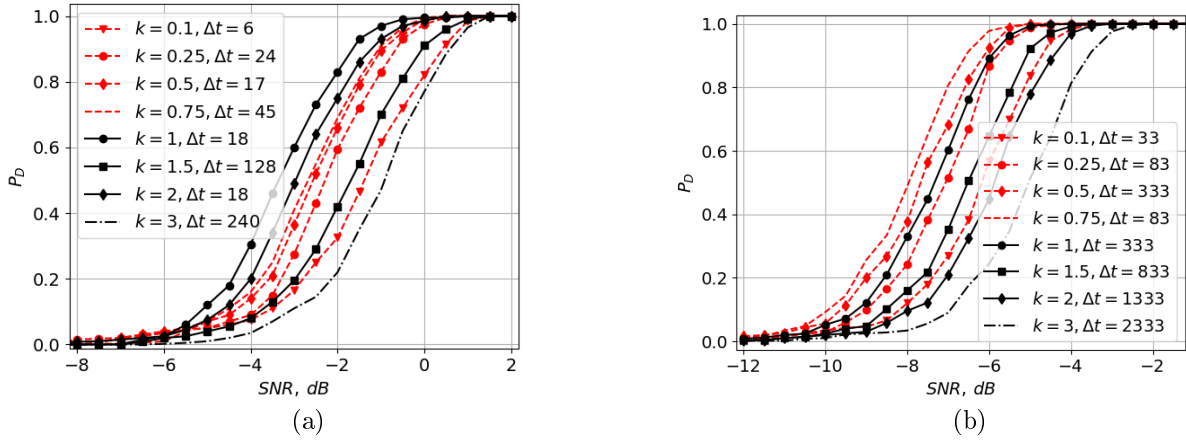 1.0
0.8
0.6
0.4
0.2
0.0
P_D
k = 0.1, Δt = 6
k = 0.25, Δt = 24
k = 0.5, Δt = 17
k = 0.75, Δt = 45
k = 1, Δt = 18
k = 1.5, Δt = 128
k = 2, Δt = 18
k = 3, Δt = 240
−8 −6 −4 −2 0 2
SNR, dB
(a)
1.0
0.8
0.6
0.4
0.2
0.0
P_D
k = 0.1, Δt = 33
k = 0.25, Δt = 83
k = 0.5, Δt = 333
k = 0.75, Δt = 83
k = 1, Δt = 333
k = 1.5, Δt = 833
k = 2, Δt = 1333
k = 3, Δt = 2333
−12 −10 −8 −6 −4 −2
SNR, dB
(b)